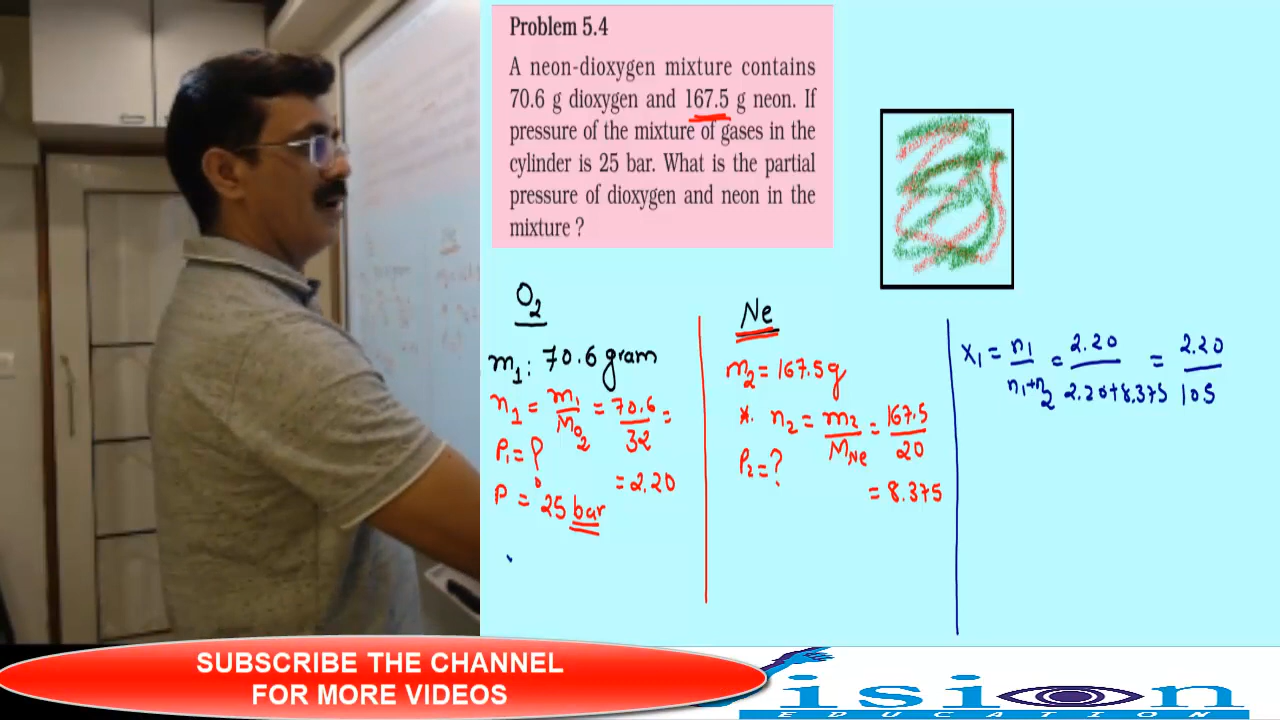 Problem 5.4
A neon-dioxygen mixture contains
70.6 g dioxygen and 167.5 g neon. If
pressure of the mixture of gases in the
cylinder is 25 bar. What is the partial
pressure of dioxygen and neon in the
mixture ?
O2
m1: 70.6 gram
n1 = m1/MO2 = 70.6/32 =
= 2.20
P1 = ?
P = 25 bar
Ne
m2 = 167.5g
* n2 = m2/MNe = 167.5/20
= 8.375
P2 = ?
x1 = n1/n1+n2 = 2.20/2.20+8.375 = 2.20/105
SUBSCRIBE THE CHANNEL
FOR MORE VIDEOS
Vision
EDUCATION